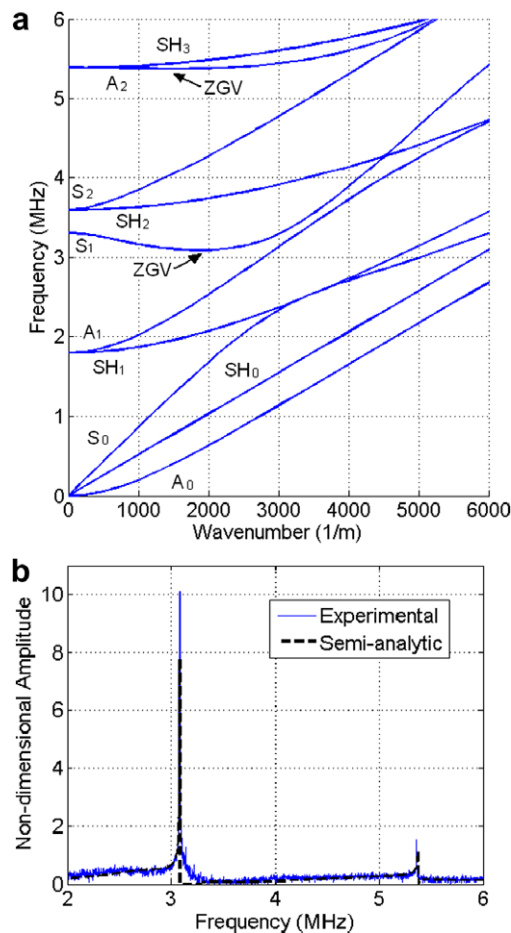 a
6
5
4
3
2
1
0
Frequency (MHz)
SH3
A2
ZGV
S2
SH2
S1
ZGV
A1
SH1
SH0
S0
A0
0 1000 2000 3000 4000 5000 6000
Wavenumber (1/m)
b
10
8
6
4
2
0
Non-dimensional Amplitude
Experimental
Semi-analytic
2 3 4 5 6
Frequency (MHz)